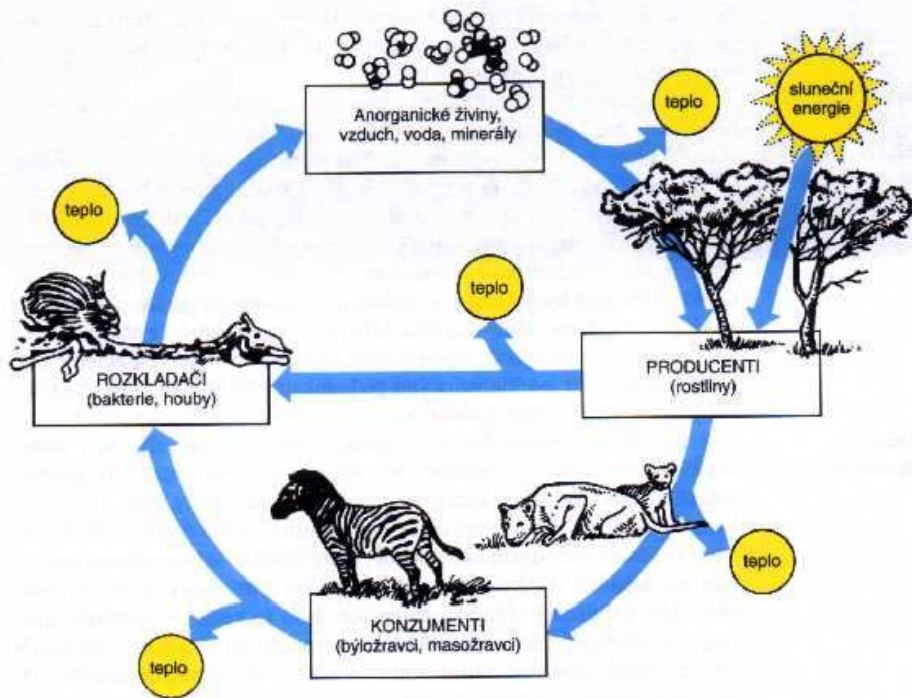 Anorganické živiny,
vzduch, voda, minerály
teplo
sluneční
energie
teplo
teplo
ROZKLADAČI
(bakterie, houby)
PRODUCENTI
(rostliny)
teplo
KONZUMENTI
(býložravci, masožravci)
teplo